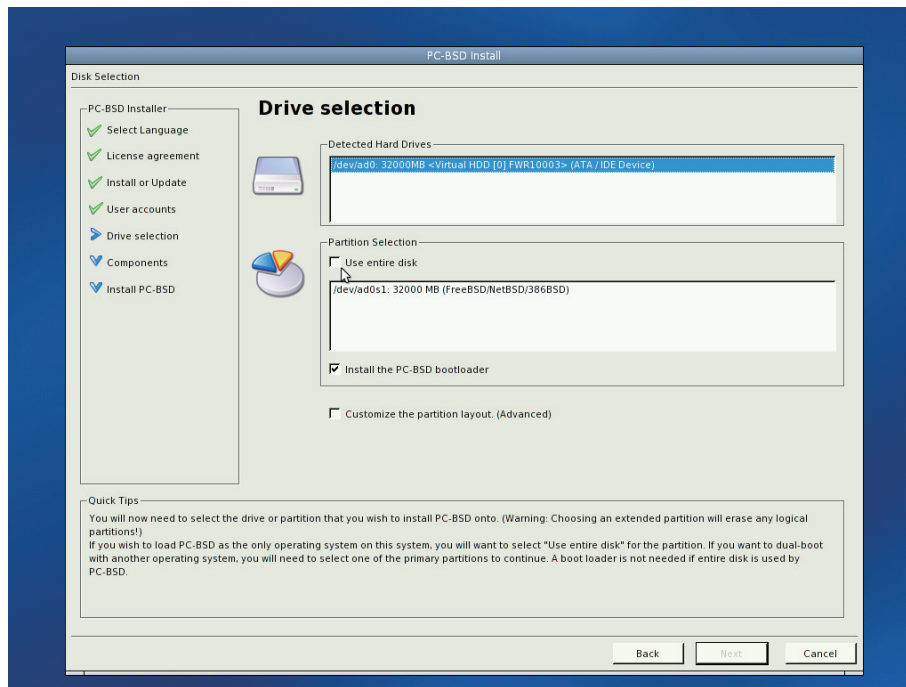 PC-BSD Install
Disk Selection
PC-BSD Installer
Select Language
License agreement
Install or Update
User accounts
Drive selection
Components
Install PC-BSD
Drive selection
Detected Hard Drives
/dev/ad0: 32000MB <Virtual HDD [0] FWR10003> (ATA / IDE Device)
Partition Selection
Use entire disk
/dev/ad0s1: 32000 MB (FreeBSD/NetBSD/386BSD)
Install the PC-BSD bootloader
Customize the partition layout. (Advanced)
Quick Tips
You will now need to select the drive or partition that you wish to install PC-BSD onto. (Warning: Choosing an extended partition will erase any logical
partitions!)
If you wish to load PC-BSD as the only operating system on this system, you will want to select "Use entire disk" for the partition. If you want to dual-boot
with another operating system, you will need to select one of the primary partitions to continue. A boot loader is not needed if entire disk is used by
PC-BSD.
Back
Next
Cancel